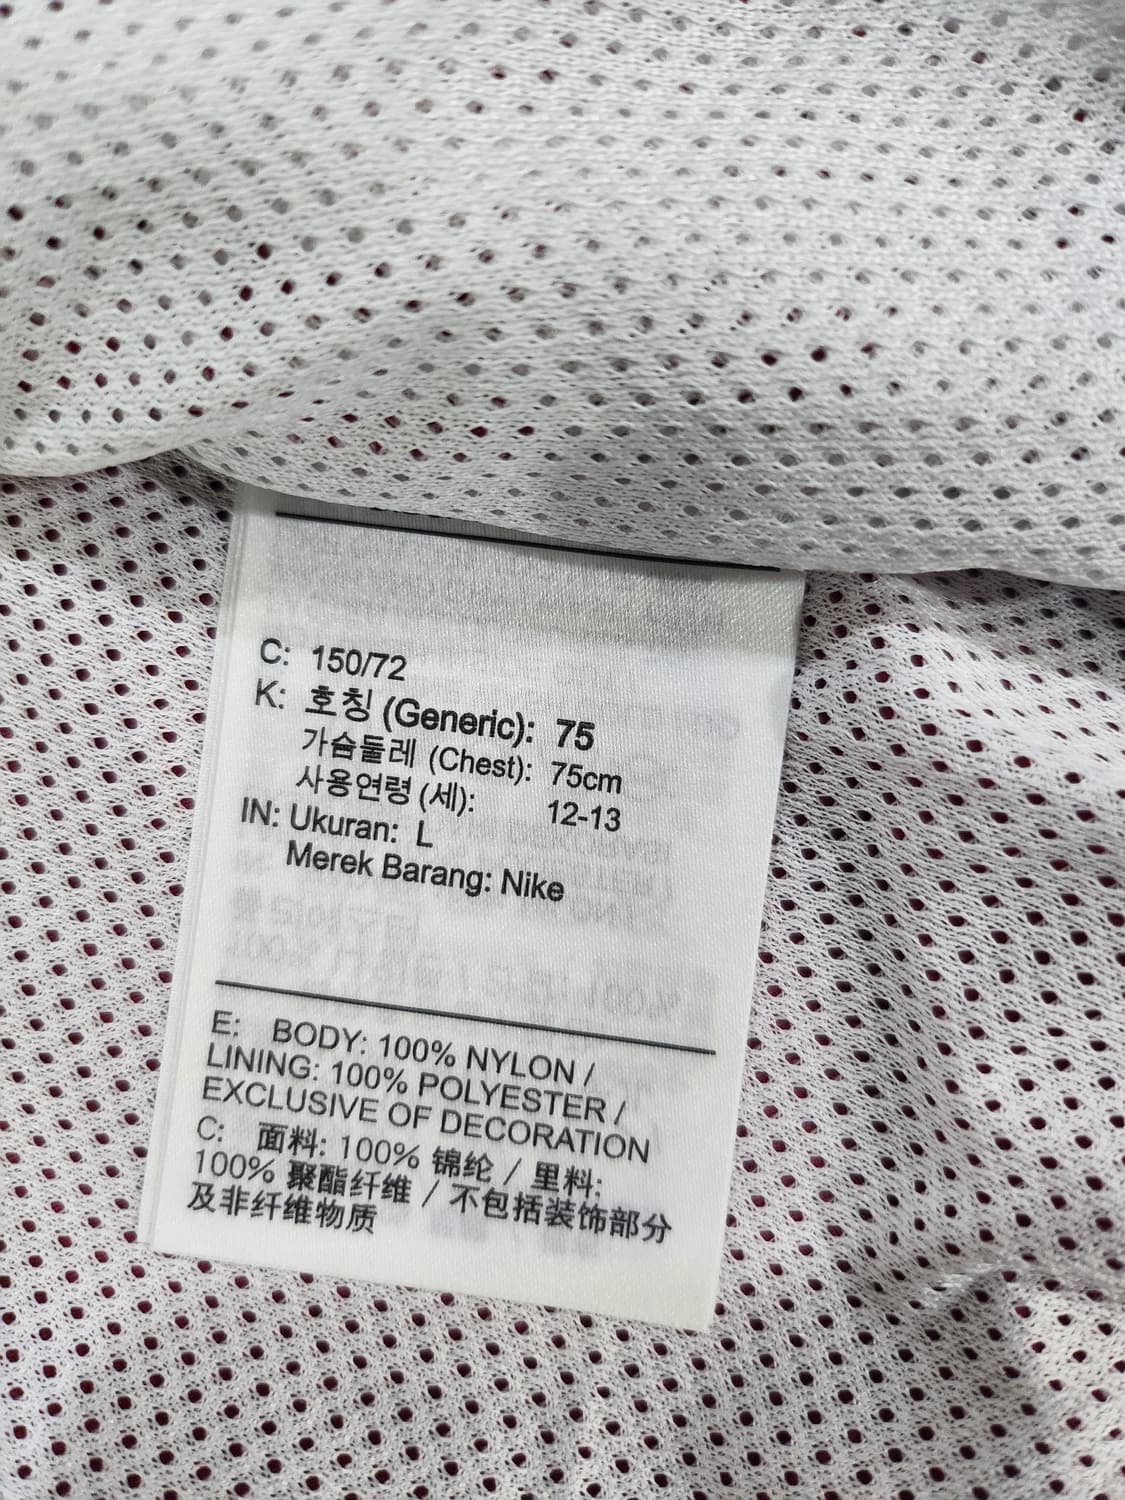 C: 150/72
K: 호칭 (Generic): 75
가슴둘레 (Chest): 75cm
사용연령 (세): 12-13
IN: Ukuran: L
Merek Barang: Nike
E: BODY: 100% NYLON /
LINING: 100% POLYESTER /
EXCLUSIVE OF DECORATION
C: 面料: 100% 锦纶 / 里料:
100% 聚酯纤维 / 不包括装饰部分
及非纤维物质